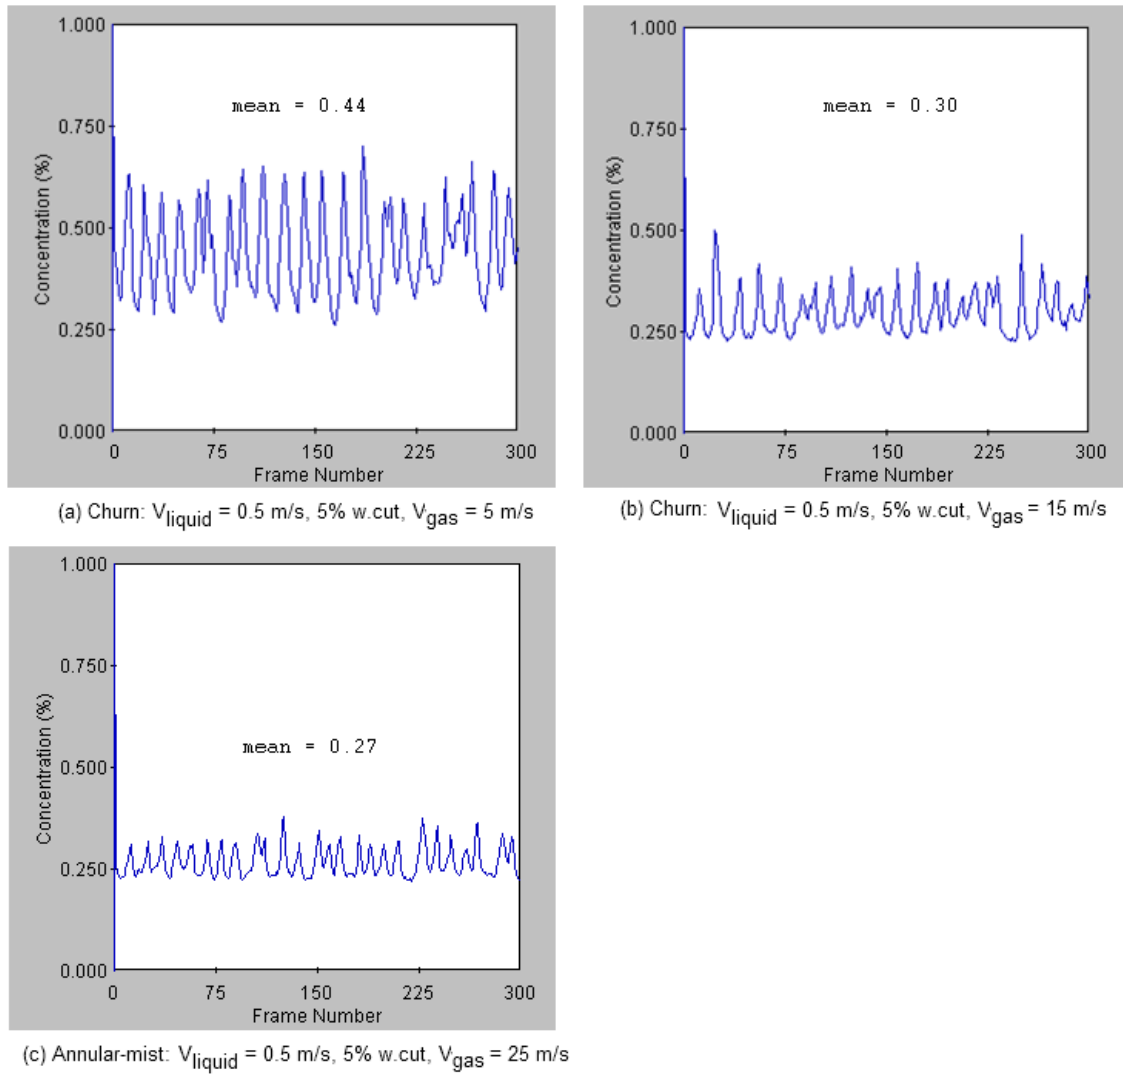 1.000
0.750
0.500
0.250
0.000
Concentration (%)
mean = 0.44
0 75 150 225 300
Frame Number
(a) Churn: Vliquid = 0.5 m/s, 5% w.cut, Vgas = 5 m/s
1.000
0.750
0.500
0.250
0.000
Concentration (%)
mean = 0.30
0 75 150 225 300
Frame Number
(b) Churn: Vliquid = 0.5 m/s, 5% w.cut, Vgas = 15 m/s
1.000
0.750
0.500
0.250
0.000
Concentration (%)
mean = 0.27
0 75 150 225 300
Frame Number
(c) Annular-mist: Vliquid = 0.5 m/s, 5% w.cut, Vgas = 25 m/s